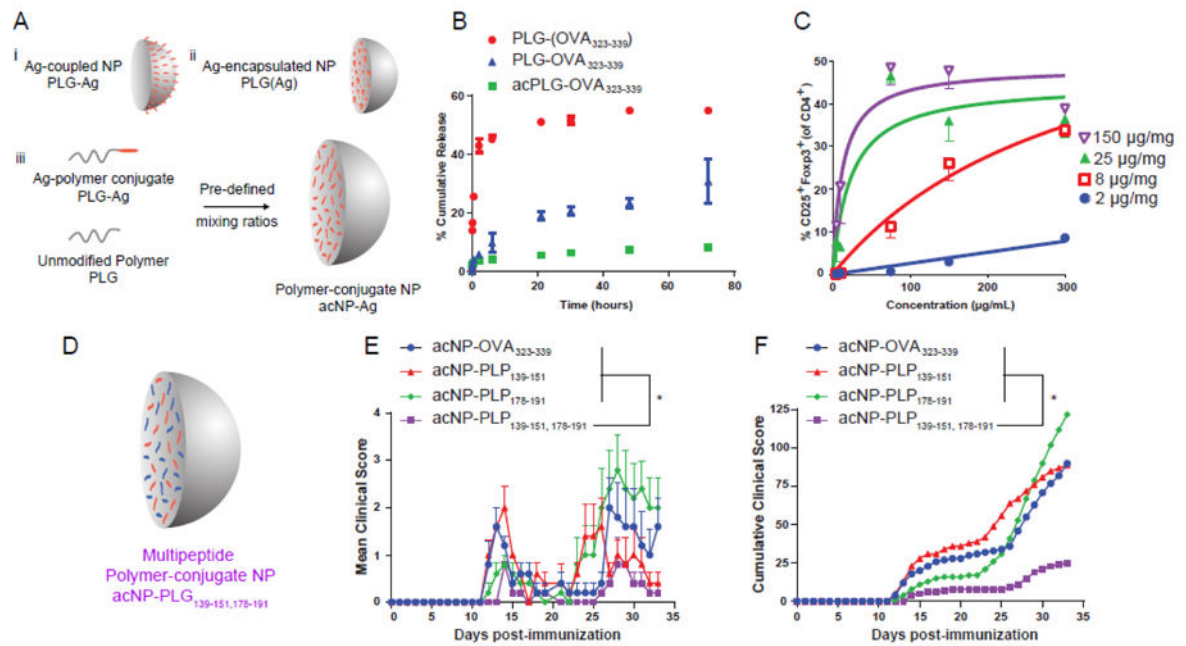 A
i
Ag-coupled NP
PLG-Ag
ii
Ag-encapsulated NP
PLG(Ag)
iii
Ag-polymer conjugate
PLG-Ag
Pre-defined
mixing ratios
Unmodified Polymer
PLG
Polymer-conjugate NP
acNP-Ag
B
PLG-(OVA323-339)
PLG-OVA323-339
acPLG-OVA323-339
% Cumulative Release
60
40
20
0
0 20 40 60 80
Time (hours)
C
% CD25+Foxp3+(of CD4+)
50
40
30
20
10
0
100 200 300
Concentration (µg/mL)
150 µg/mg
25 µg/mg
8 µg/mg
2 µg/mg
D
Multipeptide
Polymer-conjugate NP
acNP-PLG139-151,178-191
E
acNP-OVA323-339
acNP-PLP139-151
acNP-PLP178-191
acNP-PLP139-151, 178-191
*
Mean Clinical Score
4
3
2
1
0
0 5 10 15 20 25 30 35
Days post-immunization
F
acNP-OVA323-339
acNP-PLP139-151
acNP-PLP178-191
acNP-PLP139-151, 178-191
*
Cumulative Clinical Score
125
100
75
50
25
0
0 5 10 15 20 25 30 35
Days post-immunization